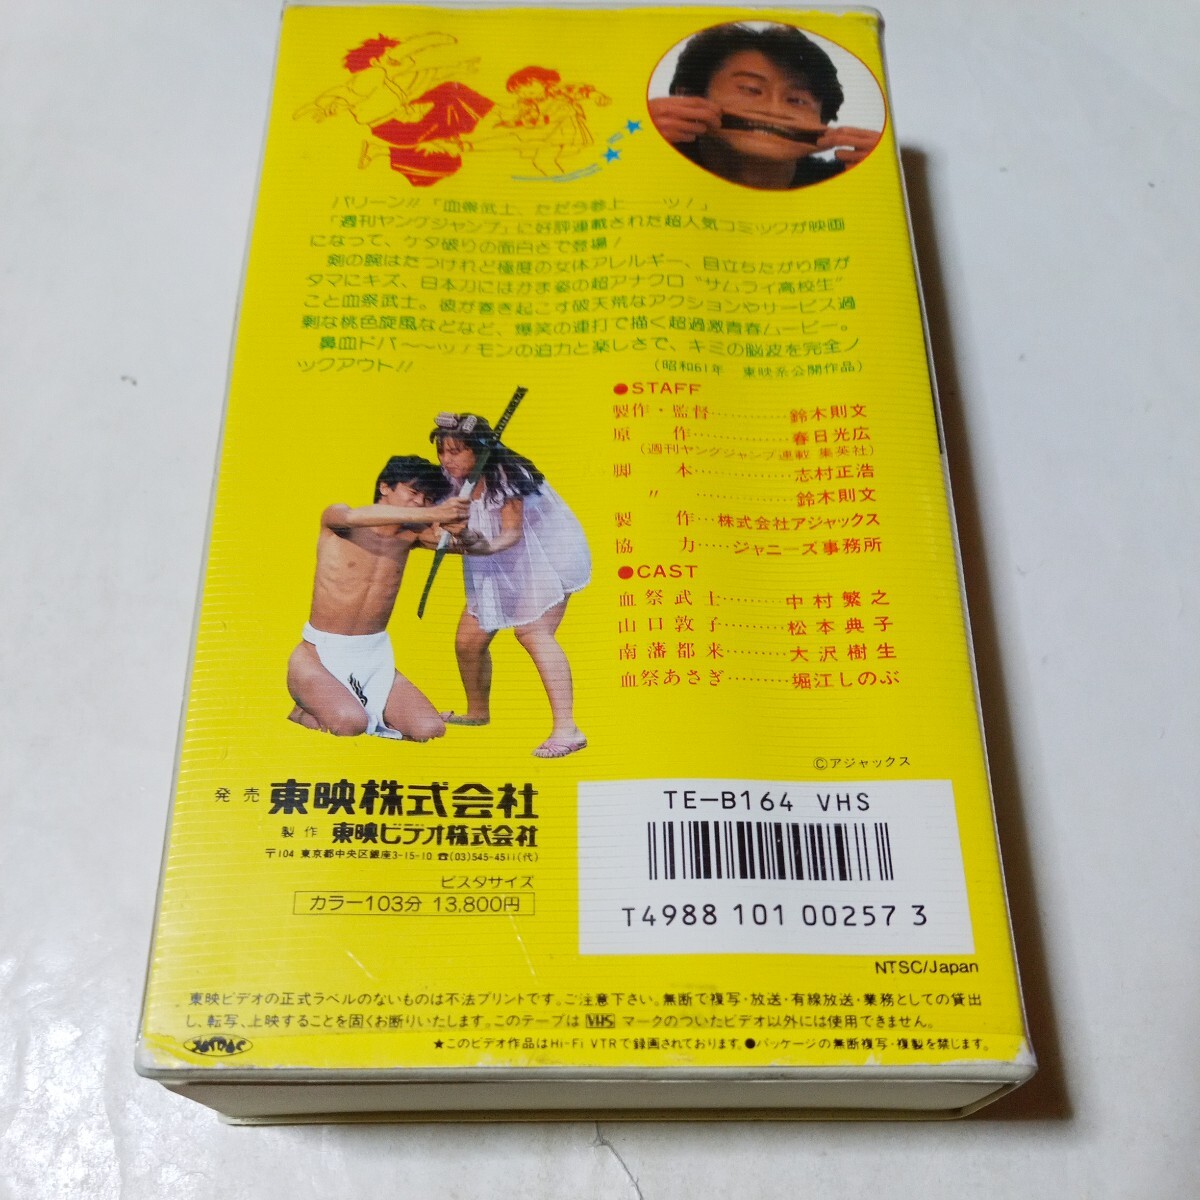 バリーン!!「血祭武士、ただ今参上――ッ!」
「週刊ヤングジャンプ」に好評連載された超人気コミックが映画
になって、ケタ破りの面白さで登場!
剣の腕はたつけれど極度の女体アレルギー、目立ちたがり屋が
タマにキズ、日本刀にはかま姿の超アナクロ“サムライ高校生”
こと血祭武士。彼が巻き起こす破天荒なアクションやサービス過
剰な桃色旋風などなど、爆笑の連打で描く超過激青春ムービー。
鼻血ドバ〜〜ッ!モンの迫力と楽しさで、キミの脳波を完全ノ
ックアウト!!
(昭和61年 東映系公開作品)
●STAFF
製作・監督…………鈴木則文
原 作……………春日光広
(週刊ヤングジャンプ連載 集英社)
脚 本……………志村正浩
〃 ……………鈴木則文
製 作…株式会社アジャックス
協 力……ジャニーズ事務所
●CAST
血祭武士………中村繁之
山口敦子………松本典子
南藩都来………大沢樹生
血祭あさぎ………堀江しのぶ
©アジャックス
発売 東映株式会社
製作 東映ビデオ株式会社
〒104 東京都中央区銀座3-15-10 ☎(03)545-4511(代)
ビスタサイズ
カラー103分 13,800円
TE-B164 VHS
T4988 101 00257 3
NTSC/Japan
東映ビデオの正式ラベルのないものは不法プリントです。ご注意下さい。無断で複写・放送・有線放送・業務としての貸出
し、転写、上映することを固くお断りいたします。このテープは VHS マークのついたビデオ以外には使用できません。
★このビデオ作品はHi-Fi VTRで録画されております。●パッケージの無断複写・複製を禁じます。